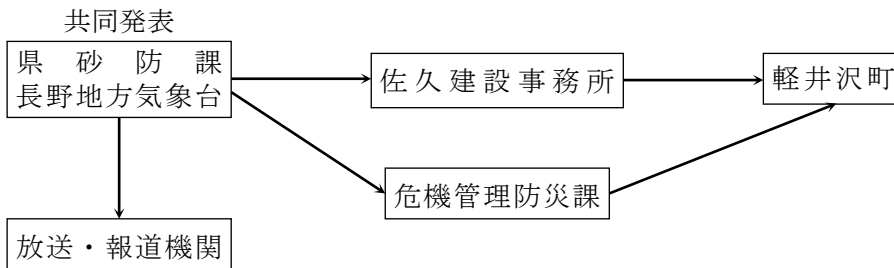 共同発表
県砂防課
長野地方気象台
佐久建設事務所
軽井沢町
危機管理防災課
放送・報道機関